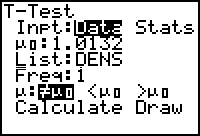 T-Test
Inpt:Data Stats
μ₀:1.0132
List:DENS
Freq:1
μ:≠μ₀ <μ₀ >μ₀
Calculate Draw